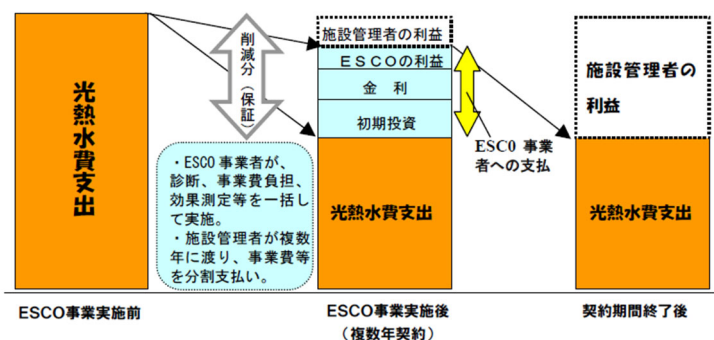 光熱水費支出
削減分（保証）
・ESCO事業者が、
診断、事業費負担、
効果測定等を一括し
て実施。
・施設管理者が複数
年に渡り、事業費等
を分割支払い。
施設管理者の利益
ＥＳＣＯの利益
金 利
初期投資
光熱水費支出
ESC0 事業
者への支払
施設管理者の
利益
光熱水費支出
ESCO事業実施前
ESCO事業実施後
（複数年契約）
契約期間終了後